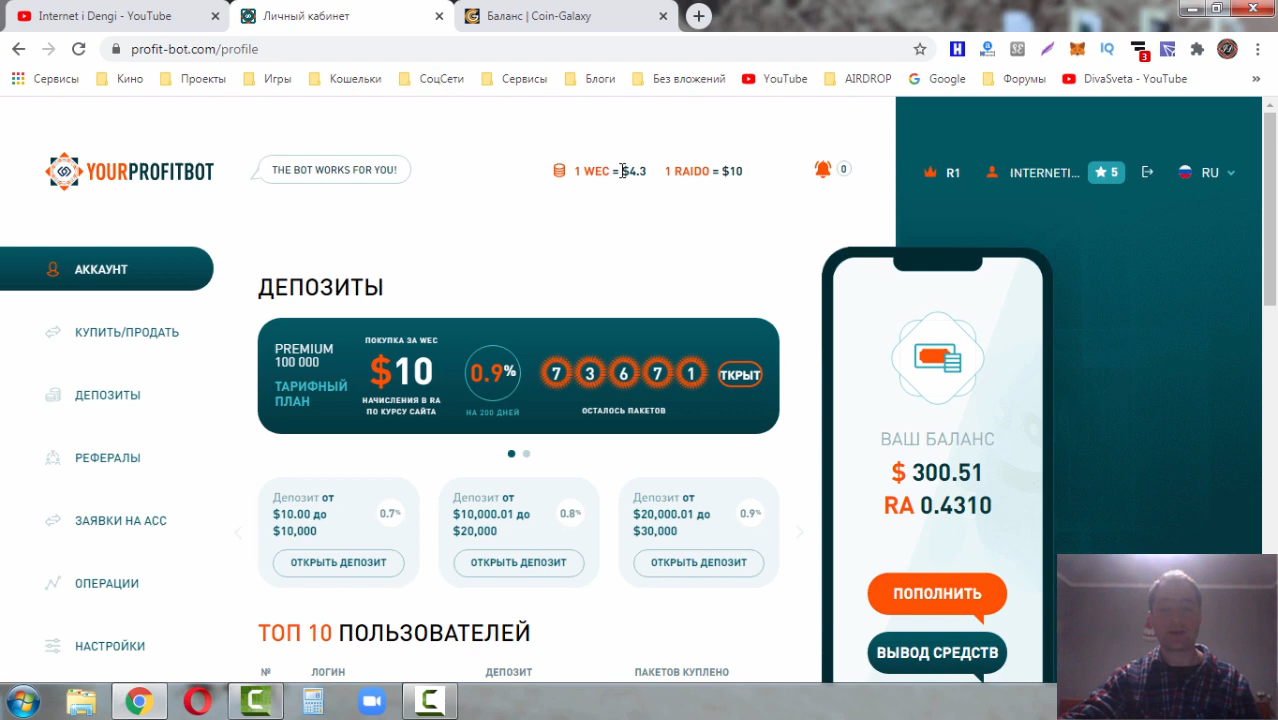 Internet i Dengi - YouTube
Личный кабинет
Баланс | Coin-Galaxy
profit-bot.com/profile
3
Сервисы
Кино
Проекты
Игры
Кошельки
СоцСети
Сервисы
Блоги
Без вложений
YouTube
AIRDROP
Google
Форумы
DivaSveta - YouTube
YOURPROFITBOT
THE BOT WORKS FOR YOU!
1 WEC = $4.3
1 RAIDO = $10
0
R1
INTERNETI...
5
RU
АККАУНТ
КУПИТЬ/ПРОДАТЬ
ДЕПОЗИТЫ
РЕФЕРАЛЫ
ЗАЯВКИ НА АСС
ОПЕРАЦИИ
НАСТРОЙКИ
ДЕПОЗИТЫ
PREMIUM
100 000
ТАРИФНЫЙ
ПЛАН
ПОКУПКА ЗА WEC
$10
НАЧИСЛЕНИЯ В RA
ПО КУРСУ САЙТА
0.9%
НА 200 ДНЕЙ
7 3 6 7 1
ОСТАЛОСЬ ПАКЕТОВ
ТКРЫТ
Депозит от
$10.00 до
$10,000
0.7%
ОТКРЫТЬ ДЕПОЗИТ
Депозит от
$10,000.01 до
$20,000
0.8%
ОТКРЫТЬ ДЕПОЗИТ
Депозит от
$20,000.01 до
$30,000
0.9%
ОТКРЫТЬ ДЕПОЗИТ
ТОП 10 ПОЛЬЗОВАТЕЛЕЙ
№
ЛОГИН
ДЕПОЗИТ
ПАКЕТОВ КУПЛЕНО
ВАШ БАЛАНС
$ 300.51
RA 0.4310
ПОПОЛНИТЬ
ВЫВОД СРЕДСТВ